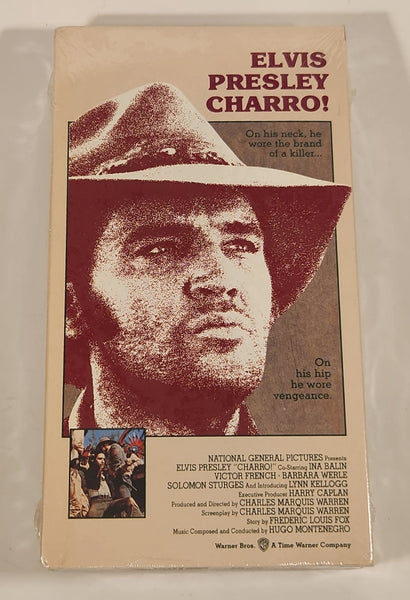 ELVIS
PRESLEY
CHARRO!
On his neck, he
wore the brand
of a killer...
On
his hip
he wore
vengeance.
NATIONAL GENERAL PICTURES Presents
ELVIS PRESLEY "CHARRO!" Co-Starring INA BALIN
VICTOR FRENCH · BARBARA WERLE
SOLOMON STURGES And Introducing LYNN KELLOGG
Executive Producer HARRY CAPLAN
Produced and Directed by CHARLES MARQUIS WARREN
Screenplay by CHARLES MARQUIS WARREN
Story by FREDERIC LOUIS FOX
Music Composed and Conducted by HUGO MONTENEGRO
Warner Bros. WB A Time Warner Company